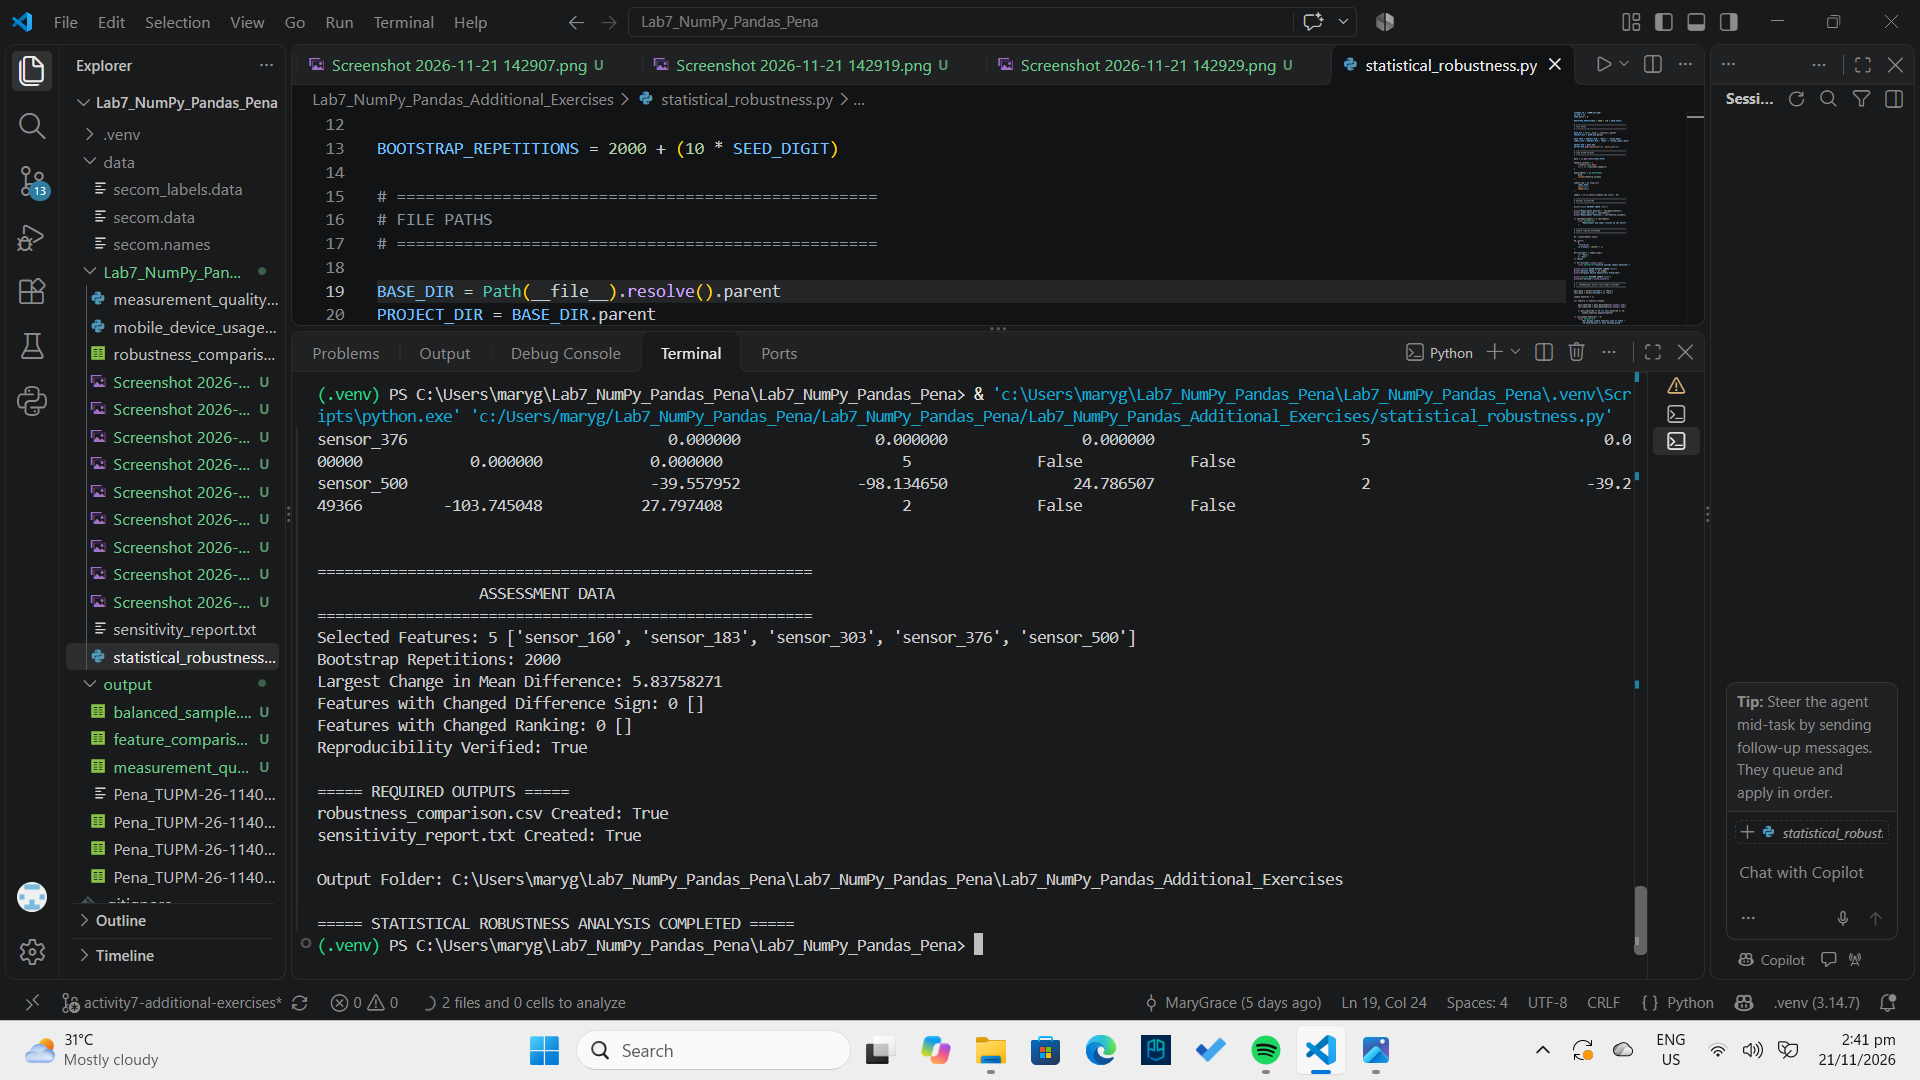 File Edit Selection View Go Run Terminal Help
Lab7_NumPy_Pandas_Pena
Explorer
Lab7_NumPy_Pandas_Pena
.venv
data
secom_labels.data
secom.data
secom.names
Lab7_NumPy_Pan...
measurement_quality...
mobile_device_usage...
robustness_comparis...
Screenshot 2026-... U
Screenshot 2026-... U
Screenshot 2026-... U
Screenshot 2026-... U
Screenshot 2026-... U
Screenshot 2026-... U
Screenshot 2026-... U
Screenshot 2026-... U
Screenshot 2026-... U
sensitivity_report.txt
statistical_robustness...
output
balanced_sample.... U
feature_comparis... U
measurement_qu... U
Pena_TUPM-26-1140...
Pena_TUPM-26-1140...
Pena_TUPM-26-1140...
Pena_TUPM-26-1140...
Outline
Timeline
13
Screenshot 2026-11-21 142907.png U
Screenshot 2026-11-21 142919.png U
Screenshot 2026-11-21 142929.png U
statistical_robustness.py
Lab7_NumPy_Pandas_Additional_Exercises > statistical_robustness.py > ...
12
13 BOOTSTRAP_REPETITIONS = 2000 + (10 * SEED_DIGIT)
14
15 # ==================================================
16 # FILE PATHS
17 # ==================================================
18
19 BASE_DIR = Path(__file__).resolve().parent
20 PROJECT_DIR = BASE_DIR.parent
Problems Output Debug Console Terminal Ports
Python
(.venv) PS C:\Users\maryg\Lab7_NumPy_Pandas_Pena\Lab7_NumPy_Pandas_Pena> & 'c:\Users\maryg\Lab7_NumPy_Pandas_Pena\Lab7_NumPy_Pandas_Pena\.venv\Scr
ipts\python.exe' 'c:/Users/maryg/Lab7_NumPy_Pandas_Pena/Lab7_NumPy_Pandas_Pena/Lab7_NumPy_Pandas_Additional_Exercises/statistical_robustness.py'
sensor_376 0.000000 0.000000 0.000000 5 0.0
00000 0.000000 0.000000 5 False False
sensor_500 -39.557952 -98.134650 24.786507 2 -39.2
49366 -103.745048 27.797408 2 False False
=======================================================
ASSESSMENT DATA
=======================================================
Selected Features: 5 ['sensor_160', 'sensor_183', 'sensor_303', 'sensor_376', 'sensor_500']
Bootstrap Repetitions: 2000
Largest Change in Mean Difference: 5.83758271
Features with Changed Difference Sign: 0 []
Features with Changed Ranking: 0 []
Reproducibility Verified: True
===== REQUIRED OUTPUTS =====
robustness_comparison.csv Created: True
sensitivity_report.txt Created: True
Output Folder: C:\Users\maryg\Lab7_NumPy_Pandas_Pena\Lab7_NumPy_Pandas_Pena\Lab7_NumPy_Pandas_Additional_Exercises
===== STATISTICAL ROBUSTNESS ANALYSIS COMPLETED =====
(.venv) PS C:\Users\maryg\Lab7_NumPy_Pandas_Pena\Lab7_NumPy_Pandas_Pena>
Sessi...
Tip: Steer the agent
mid-task by sending
follow-up messages.
They queue and
apply in order.
statistical_robust
Chat with Copilot
Copilot
activity7-additional-exercises*
0 0
2 files and 0 cells to analyze
MaryGrace (5 days ago)
Ln 19, Col 24
Spaces: 4
UTF-8
CRLF
{ } Python
.venv (3.14.7)
31°C
Mostly cloudy
Search
ENG
US
2:41 pm
21/11/2026